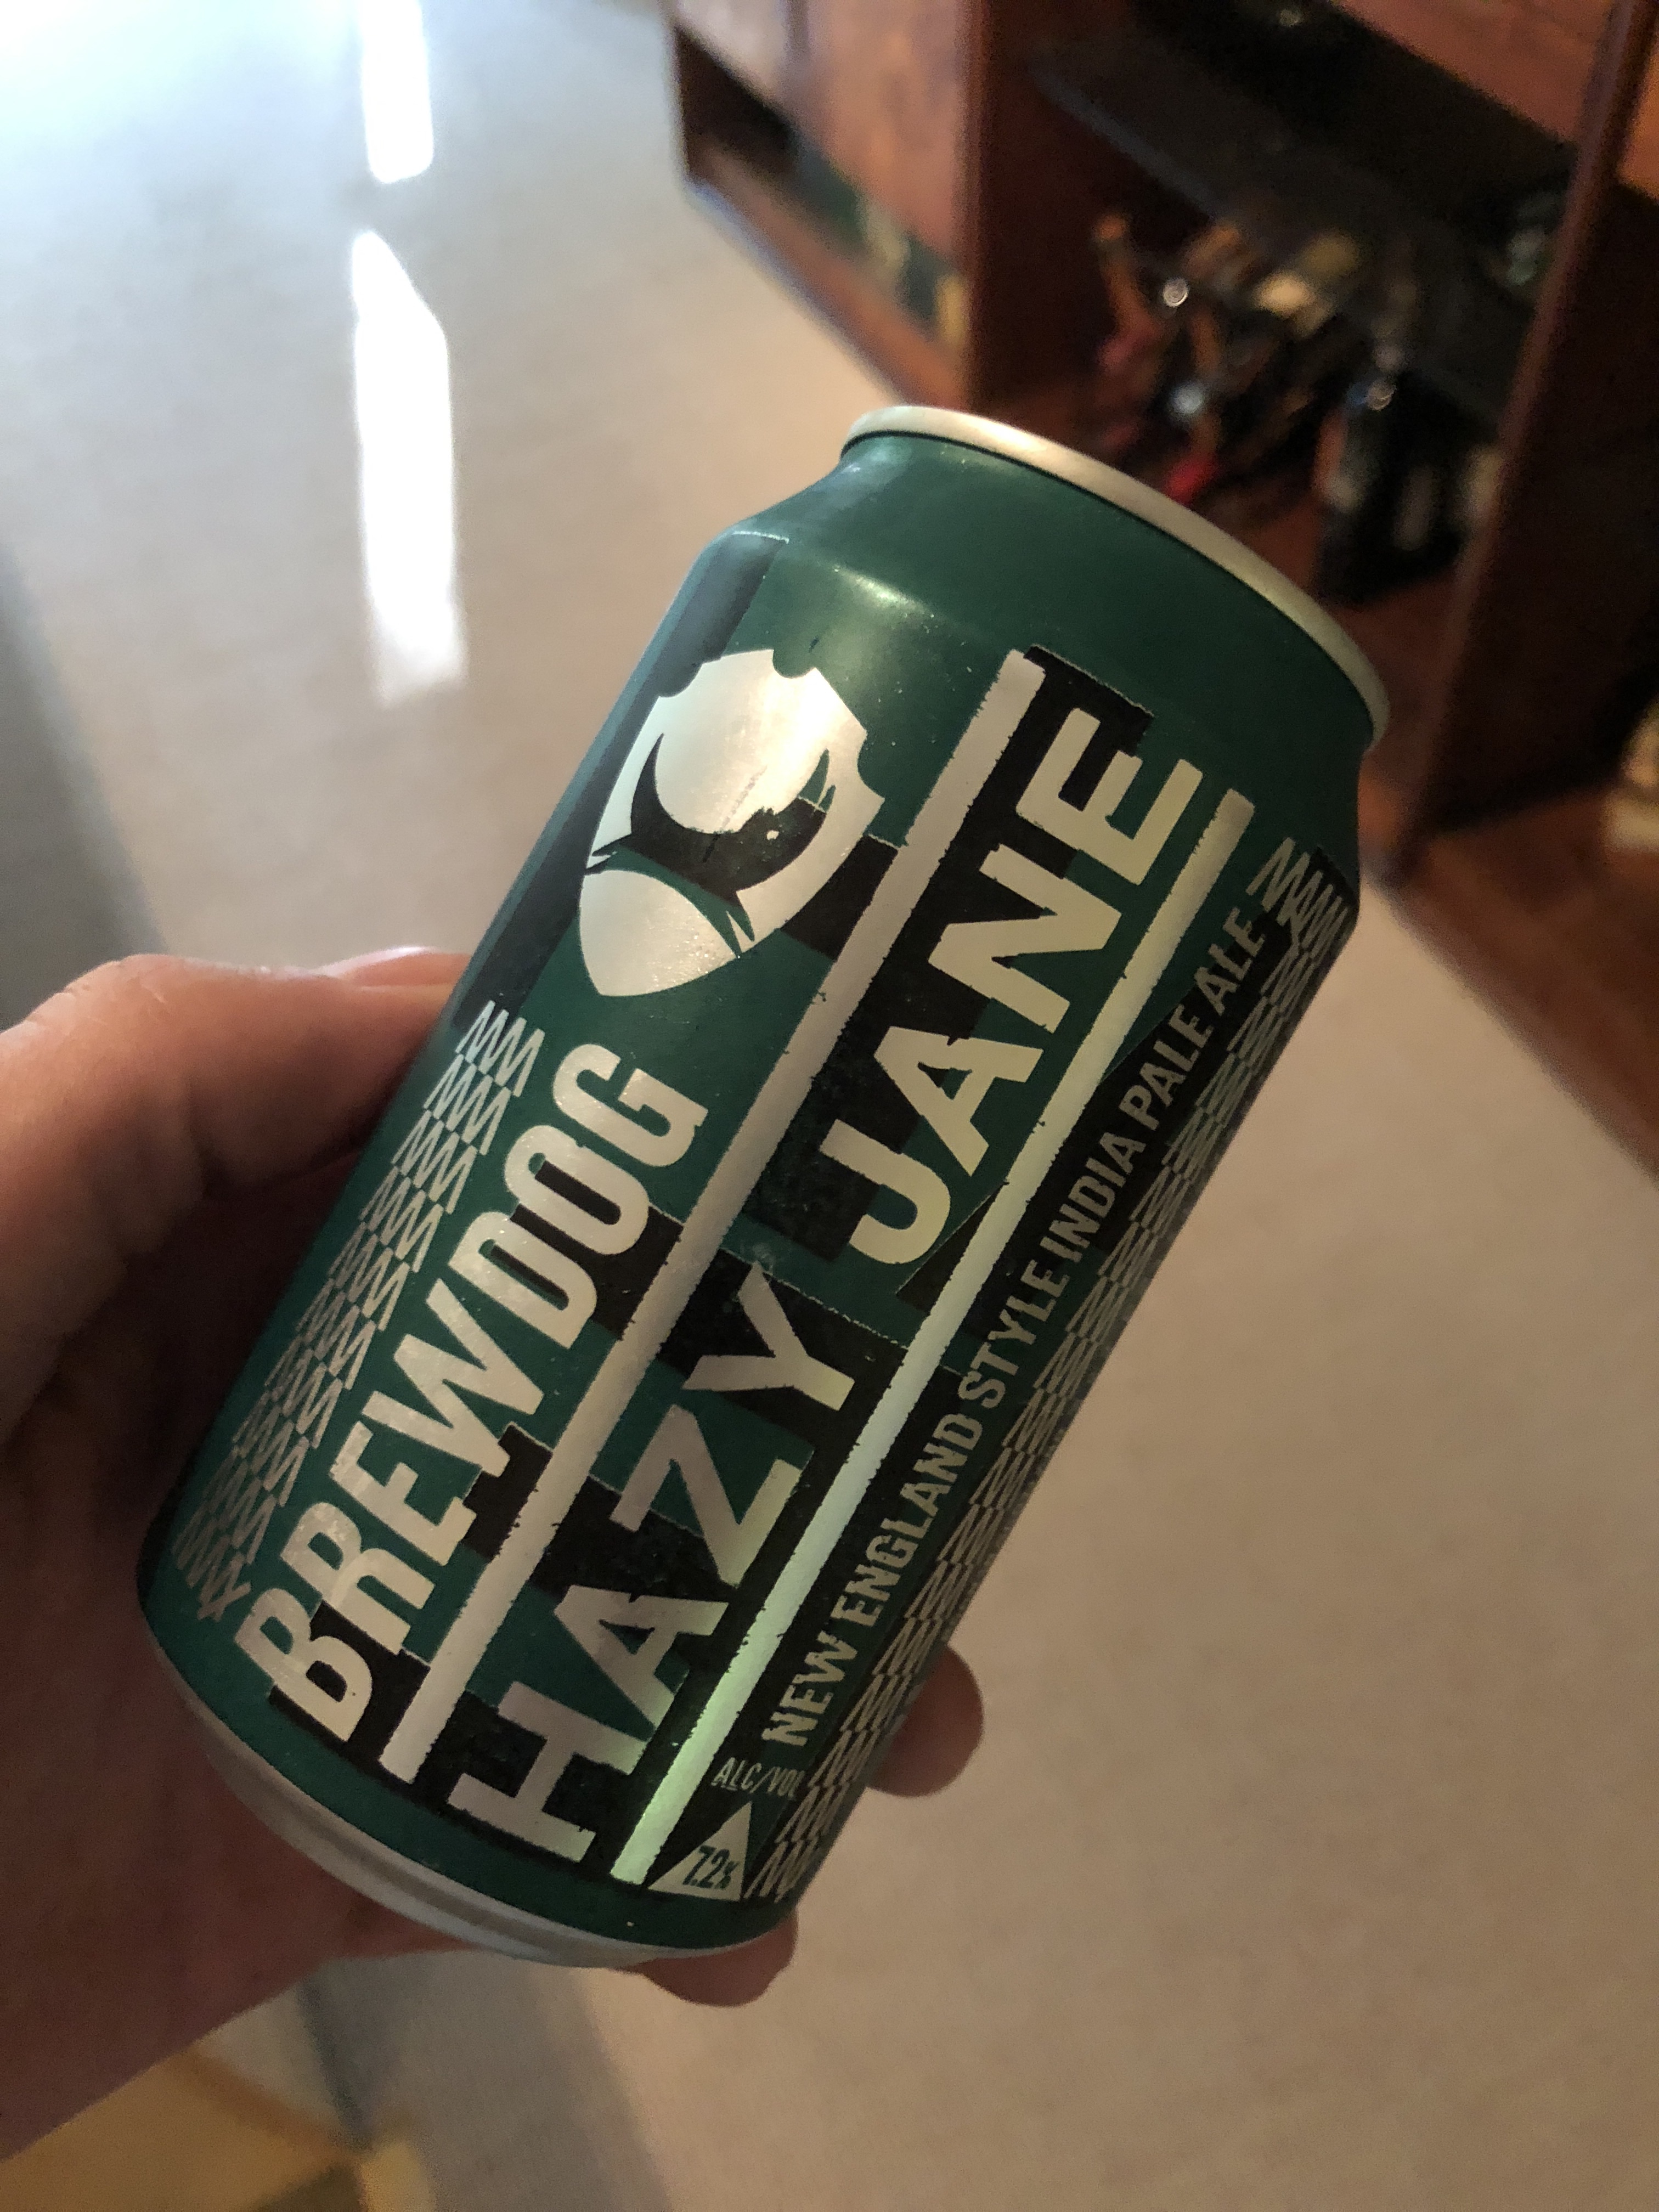 BREWDOG
HAZY JANE
NEW ENGLAND STYLE INDIA PALE ALE
ALC/VOL
7.2%